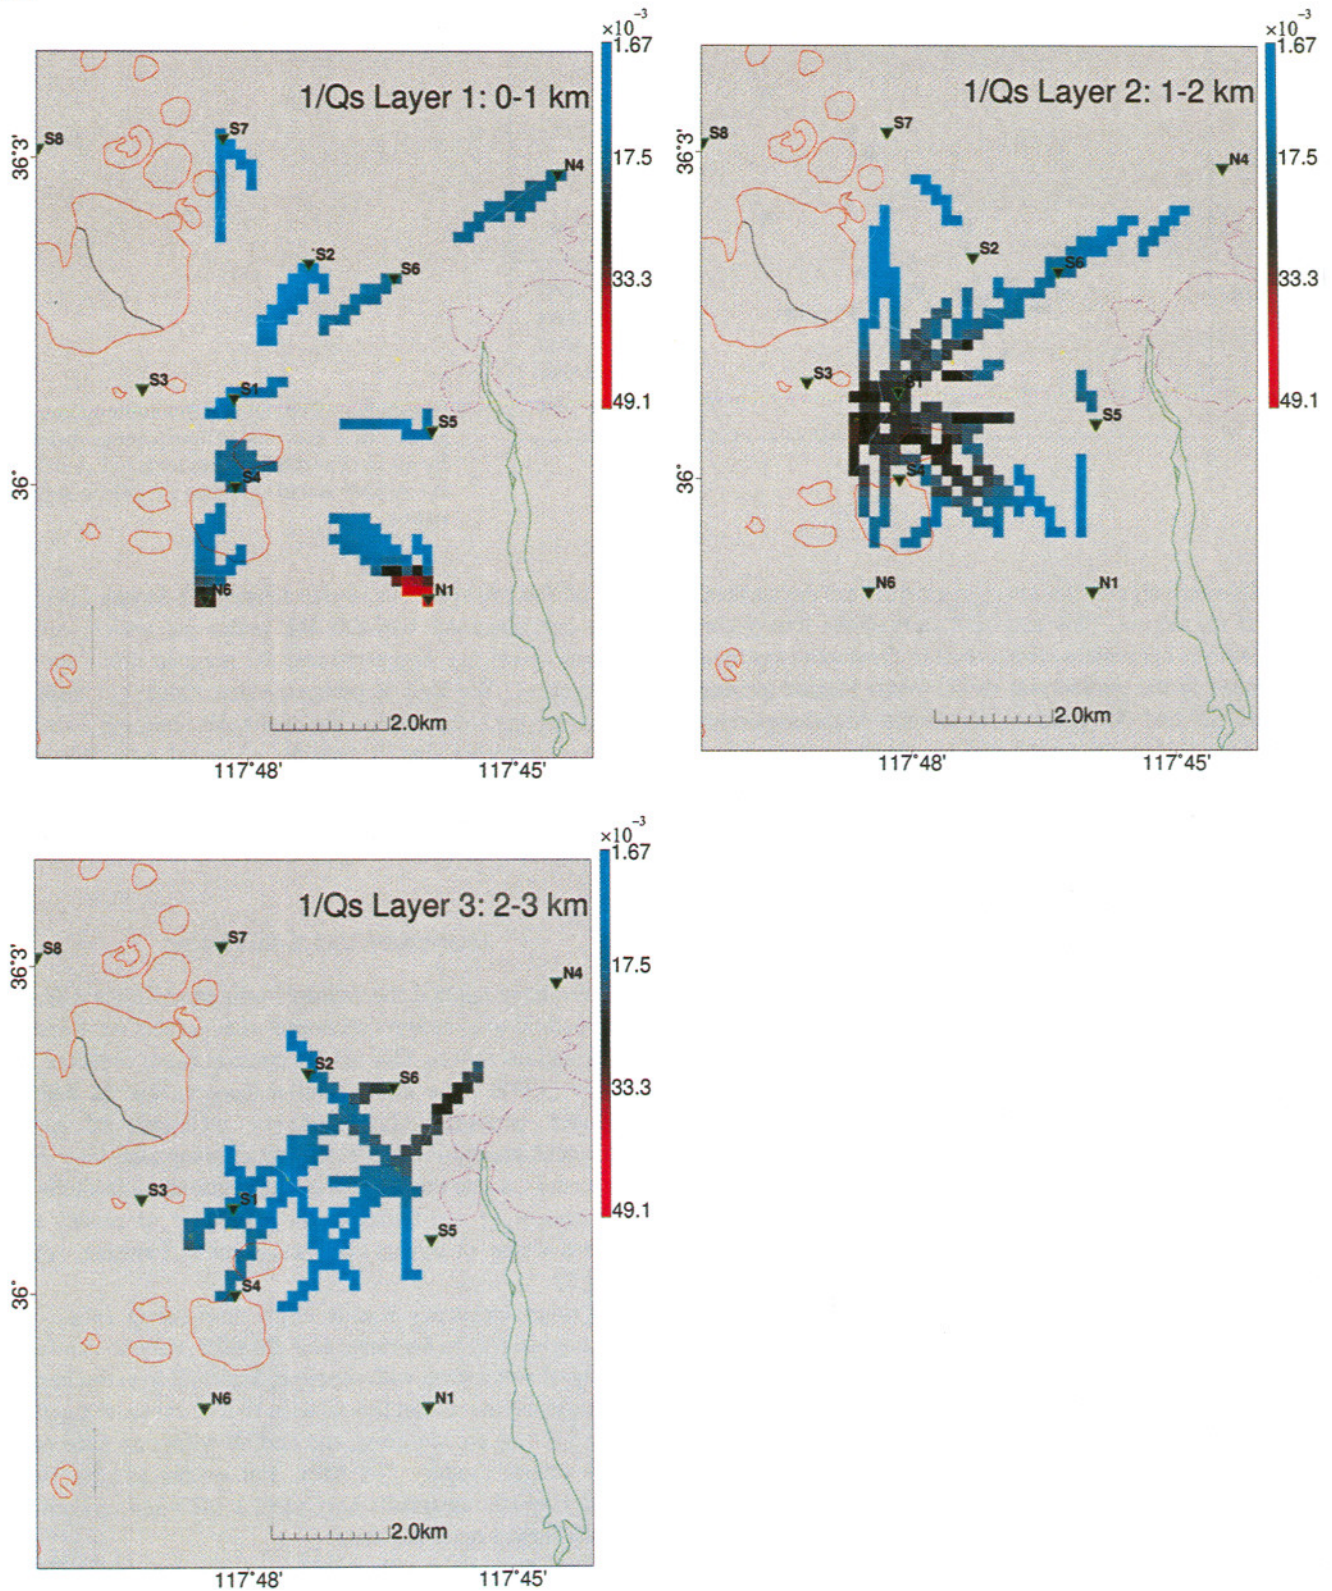 ×10⁻³
1.67
17.5
33.3
49.1
1/Qs Layer 1: 0-1 km
S7
S8
36°3'
N4
S2
S6
S3
S1
S5
S4
36°
N6
N1
2.0km
117°48'
117°45'
×10⁻³
1.67
17.5
33.3
49.1
1/Qs Layer 2: 1-2 km
S7
S8
36°3'
N4
S2
S6
S3
S1
S5
S4
36°
N6
N1
2.0km
117°48'
117°45'
×10⁻³
1.67
17.5
33.3
49.1
1/Qs Layer 3: 2-3 km
S7
S8
36°3'
N4
S2
S6
S3
S1
S5
S4
36°
N6
N1
2.0km
117°48'
117°45'